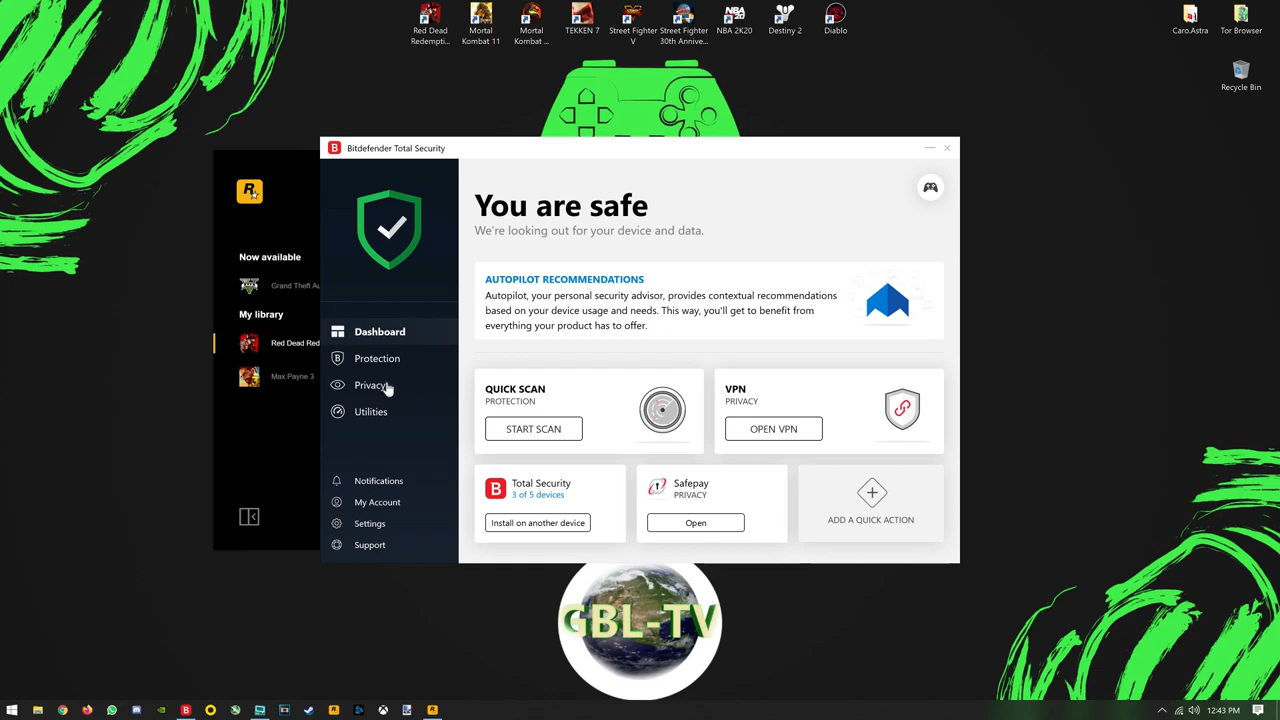 Red Dead Redempti...
Mortal Kombat 11
Mortal Kombat ...
TEKKEN 7
Street Fighter V
Street Fighter 30th Annive...
NBA 2K20
Destiny 2
Diablo
Caro.Astra
Tor Browser
Recycle Bin
Bitdefender Total Security
Now available
Grand Theft Au
My library
Red Dead Red
Max Payne 3
Dashboard
Protection
Privacy
Utilities
Notifications
My Account
Settings
Support
You are safe
We're looking out for your device and data.
AUTOPILOT RECOMMENDATIONS
Autopilot, your personal security advisor, provides contextual recommendations
based on your device usage and needs. This way, you'll get to benefit from
everything your product has to offer.
QUICK SCAN
PROTECTION
START SCAN
VPN
PRIVACY
OPEN VPN
Total Security
3 of 5 devices
Install on another device
Safepay
PRIVACY
Open
ADD A QUICK ACTION
GBL-TV
12:43 PM